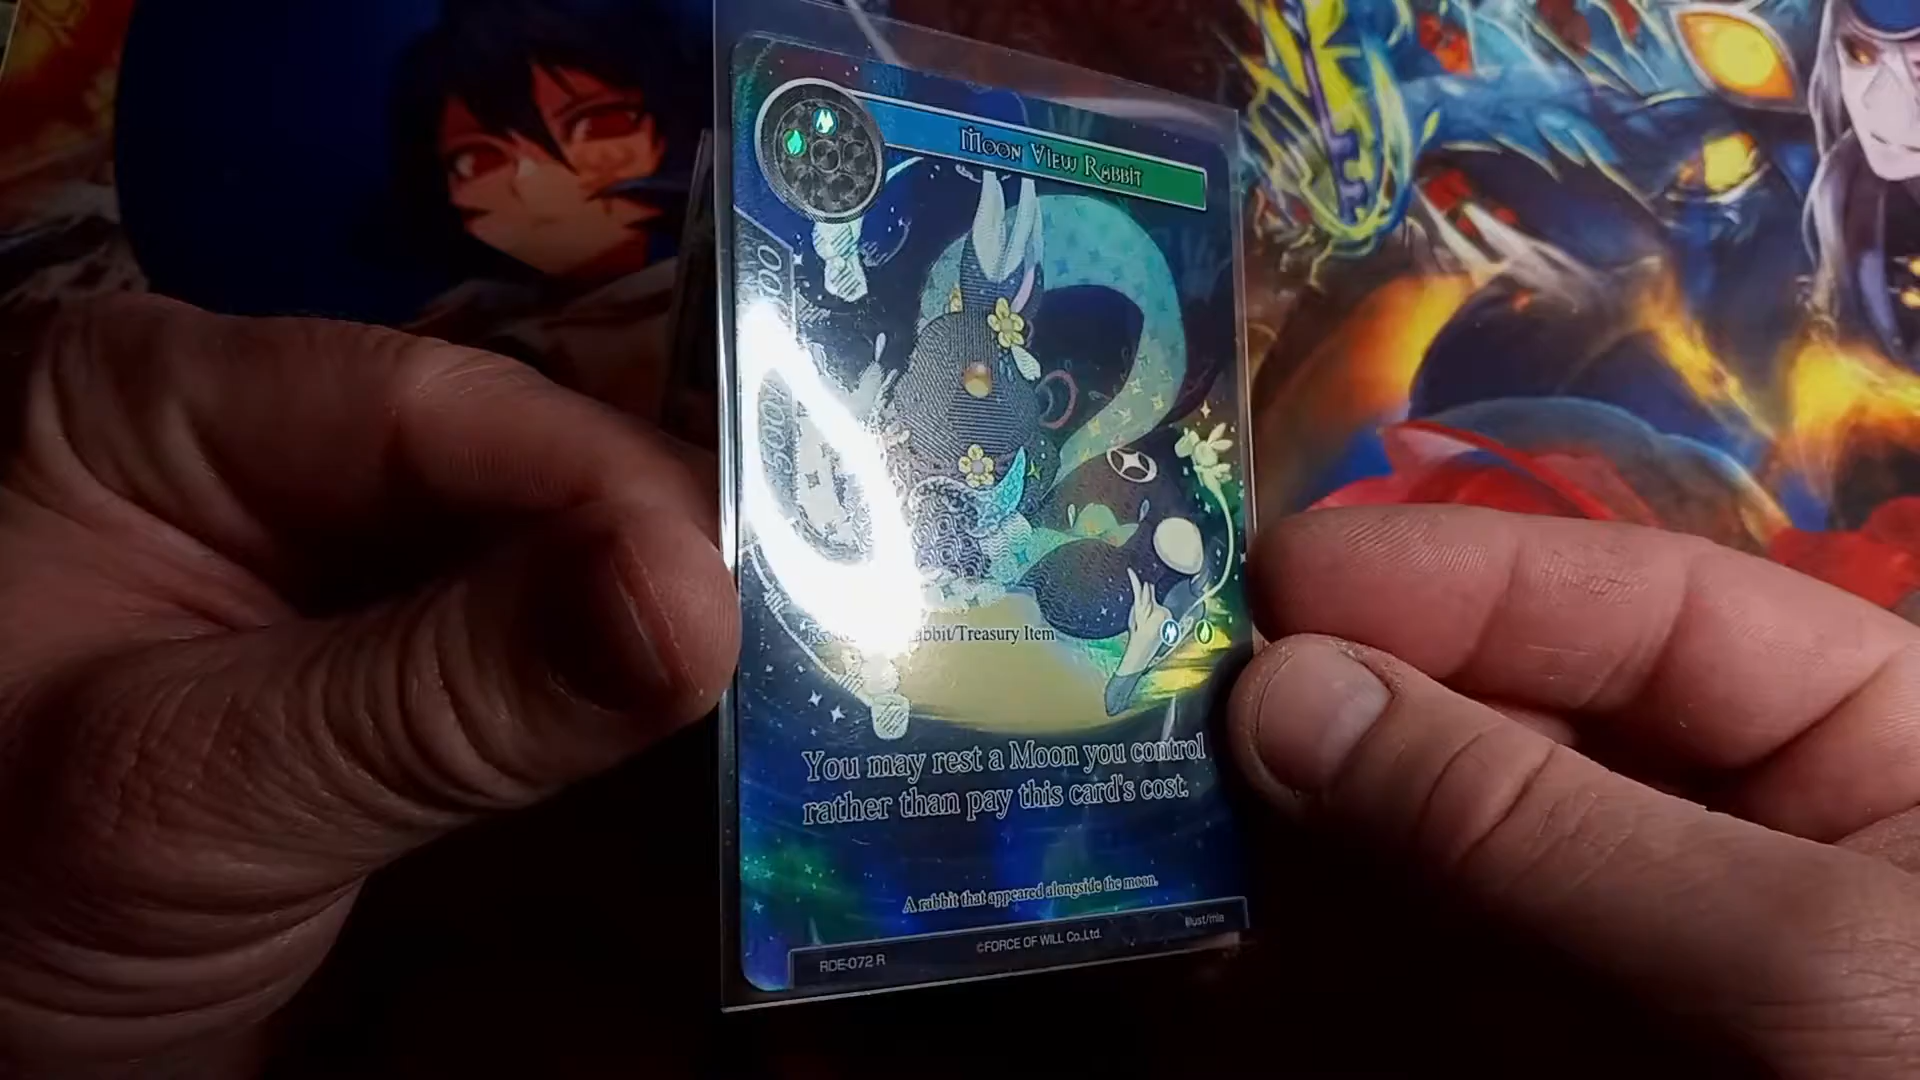 Moon View Rabbit
/Treasury Item
You may rest a Moon you control
rather than pay this card's cost.
A rabbit that appeared alongside the moon.
RDE-072 R
©FORCE OF WILL Co.,Ltd.
Illust/mia